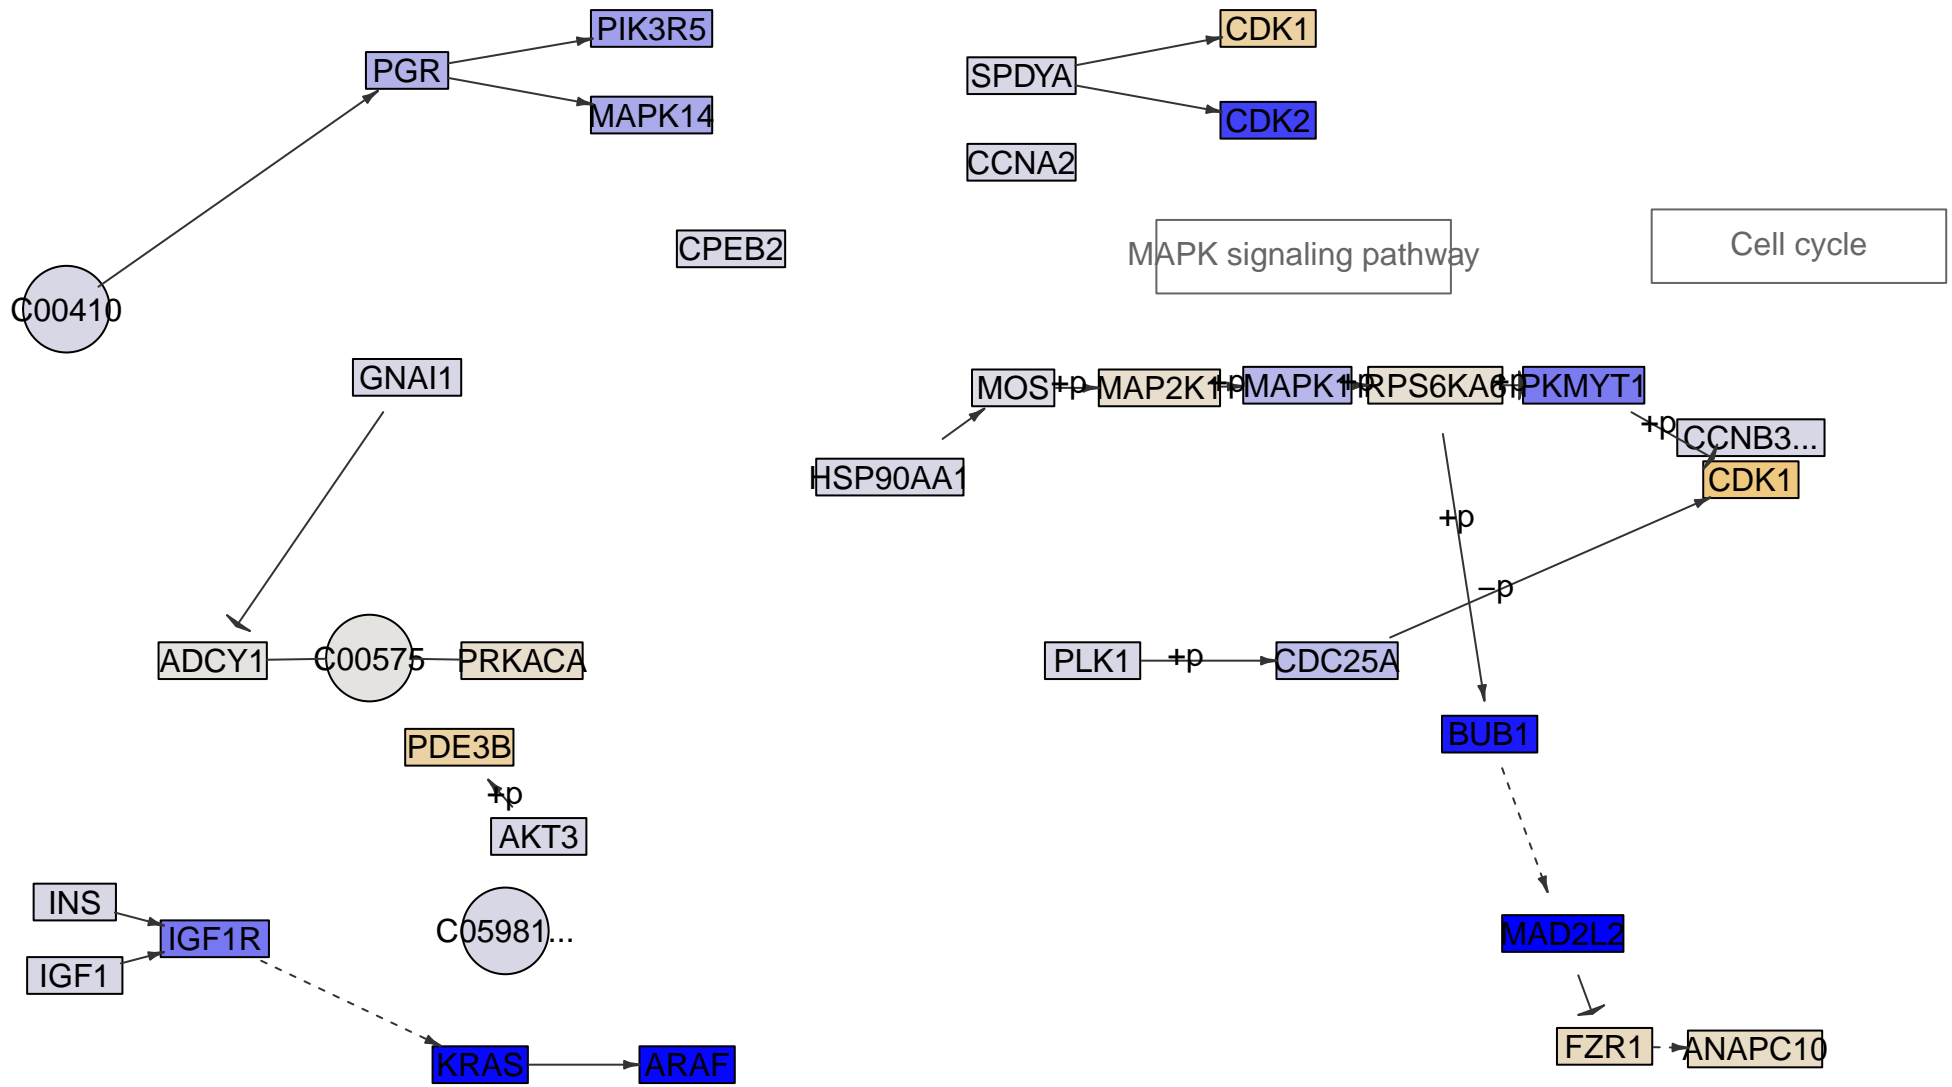 PIK3R5
CDK1
PGR
SPDYA
MAPK14
CDK2
CCNA2
CPEB2
MAPK signaling pathway
Cell cycle
C00410
GNAI1
MOS
+p
MAP2K1
+p
MAPK1
+p
RPS6KA6
+p
PKMYT1
+p
CCNB3...
HSP90AA1
CDK1
+p
−p
ADCY1
C00575
PRKACA
PLK1
+p
CDC25A
BUB1
PDE3B
+p
AKT3
INS
IGF1R
C05981...
MAD2L2
IGF1
FZR1
ANAPC10
KRAS
ARAF